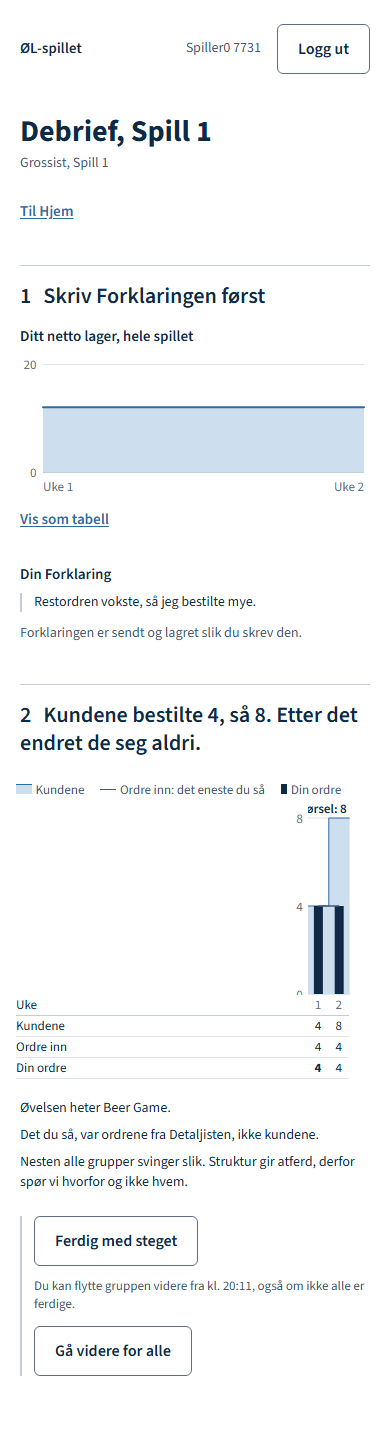 ØL-spillet
Spiller0 7731
Logg ut
Debrief, Spill 1
Grossist, Spill 1
Til Hjem
1 Skriv Forklaringen først
Ditt netto lager, hele spillet
20
0
Uke 1
Uke 2
Vis som tabell
Din Forklaring
Restordren vokste, så jeg bestilte mye.
Forklaringen er sendt og lagret slik du skrev den.
2 Kundene bestilte 4, så 8. Etter det
endret de seg aldri.
Kundene
Ordre inn: det eneste du så
Din ordre
ørsel: 8
8
4
0
Uke 1 2
Kundene 4 8
Ordre inn 4 4
Din ordre 4 4
Øvelsen heter Beer Game.
Det du så, var ordrene fra Detaljisten, ikke kundene.
Nesten alle grupper svinger slik. Struktur gir atferd, derfor
spør vi hvorfor og ikke hvem.
Ferdig med steget
Du kan flytte gruppen videre fra kl. 20:11, også om ikke alle er
ferdige.
Gå videre for alle